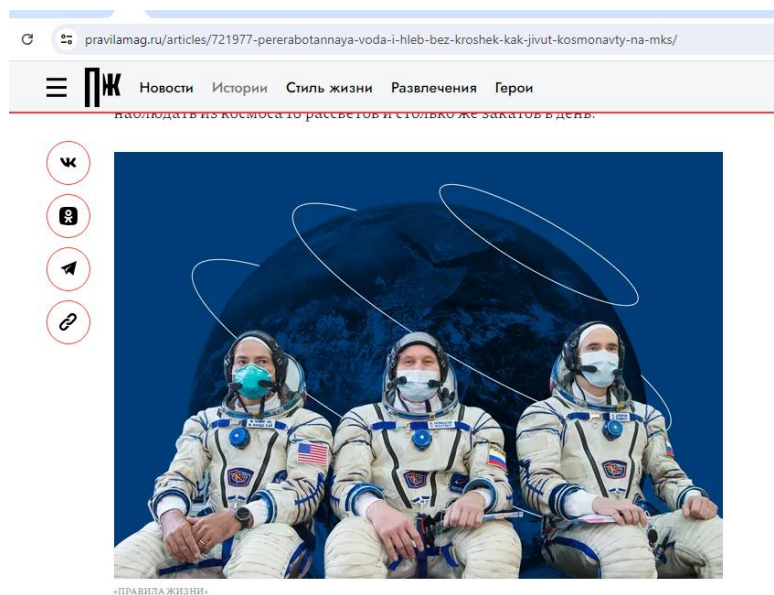 pravilamag.ru/articles/721977-pererabotannaya-voda-i-hleb-bez-kroshek-kak-jivut-kosmonavty-na-mks/
ПЖ Новости Истории Стиль жизни Развлечения Герои
наблюдать из космоса 16 рассветов и столько же закатов в день.
«ПРАВИЛА ЖИЗНИ»